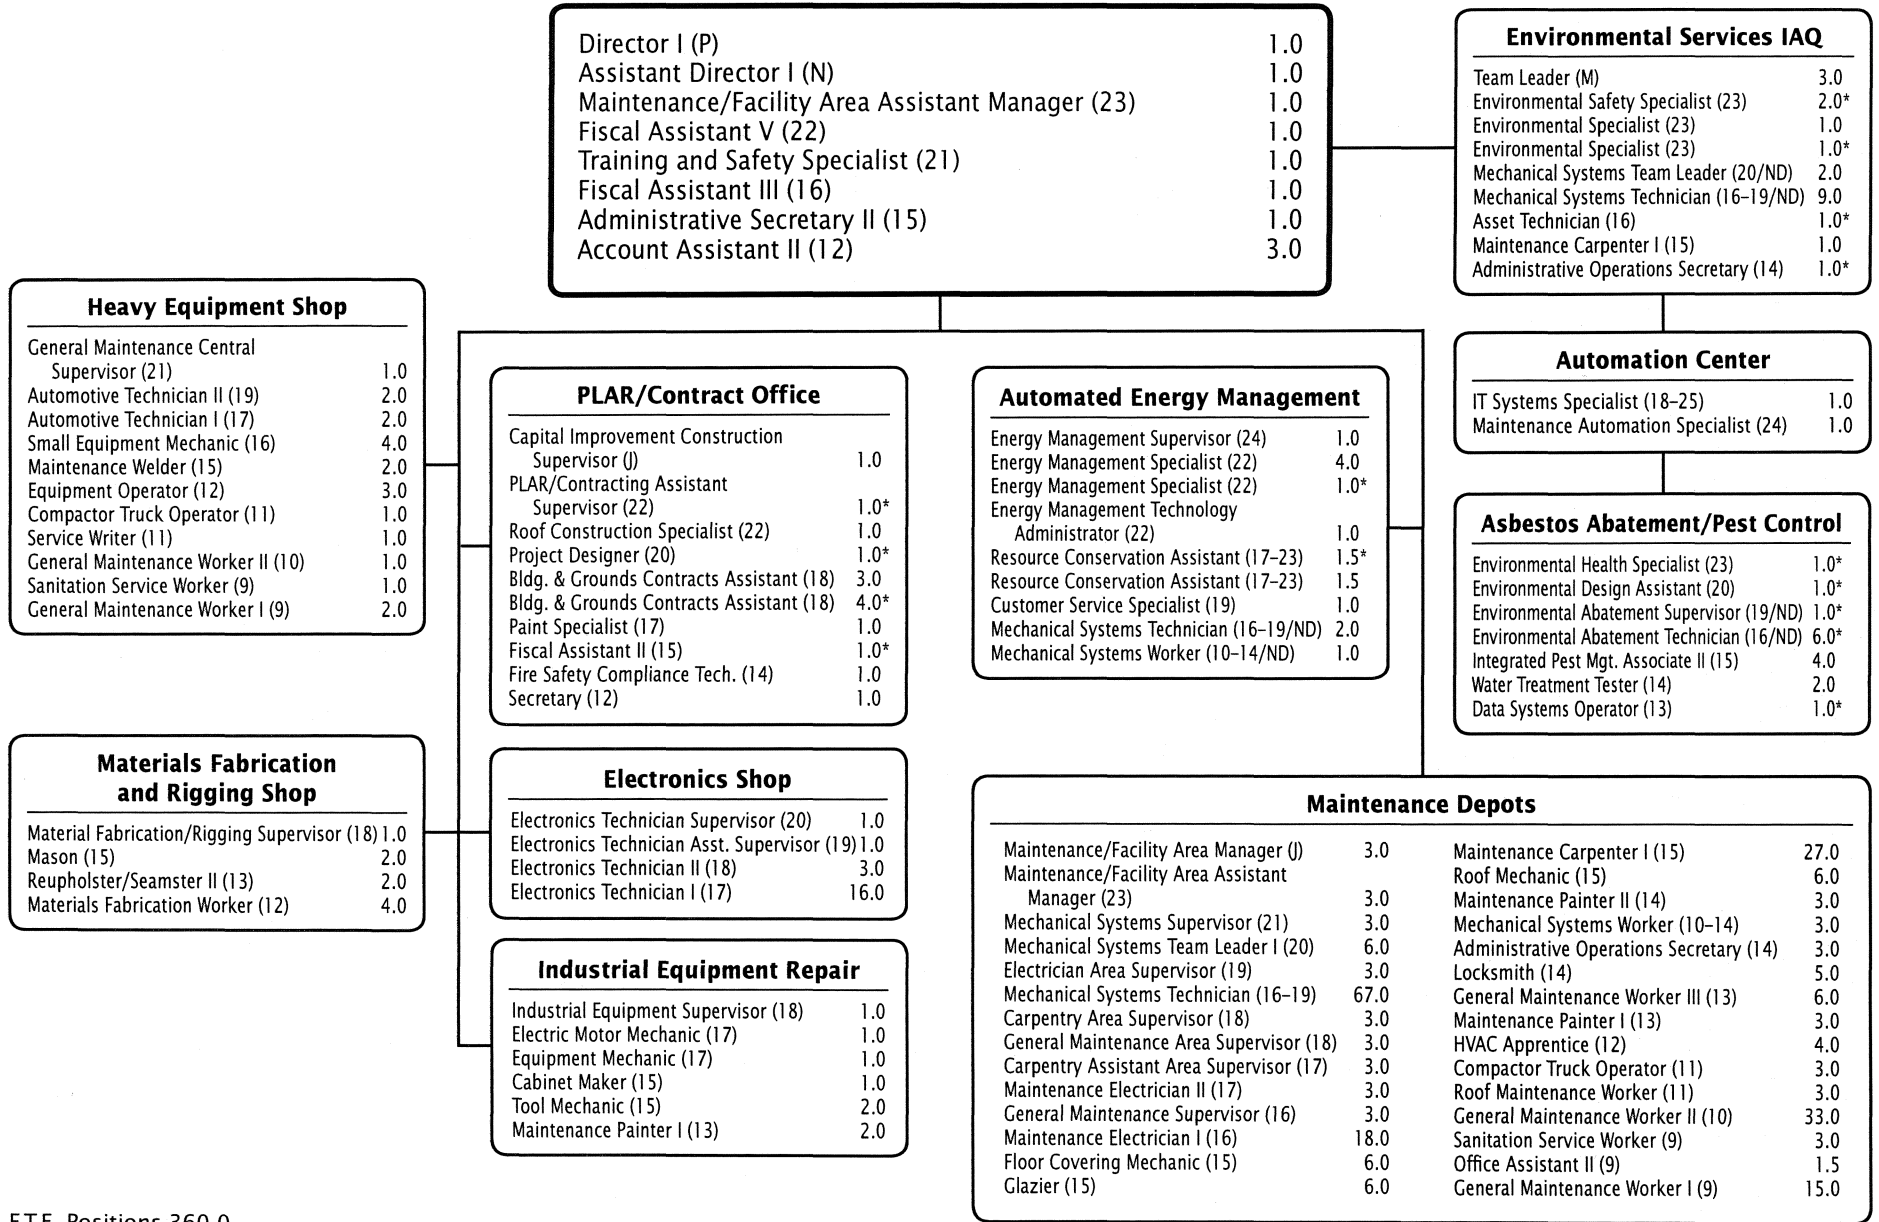 Director I (P) 1.0
Assistant Director I (N) 1.0
Maintenance/Facility Area Assistant Manager (23) 1.0
Fiscal Assistant V (22) 1.0
Training and Safety Specialist (21) 1.0
Fiscal Assistant III (16) 1.0
Administrative Secretary II (15) 1.0
Account Assistant II (12) 3.0
Environmental Services IAQ
Team Leader (M) 3.0
Environmental Safety Specialist (23) 2.0*
Environmental Specialist (23) 1.0
Environmental Specialist (23) 1.0*
Mechanical Systems Team Leader (20/ND) 2.0
Mechanical Systems Technician (16–19/ND) 9.0
Asset Technician (16) 1.0*
Maintenance Carpenter I (15) 1.0
Administrative Operations Secretary (14) 1.0*
Heavy Equipment Shop
General Maintenance Central
Supervisor (21) 1.0
Automotive Technician II (19) 2.0
Automotive Technician I (17) 2.0
Small Equipment Mechanic (16) 4.0
Maintenance Welder (15) 2.0
Equipment Operator (12) 3.0
Compactor Truck Operator (11) 1.0
Service Writer (11) 1.0
General Maintenance Worker II (10) 1.0
Sanitation Service Worker (9) 1.0
General Maintenance Worker I (9) 2.0
PLAR/Contract Office
Capital Improvement Construction
Supervisor (J) 1.0
PLAR/Contracting Assistant
Supervisor (22) 1.0*
Roof Construction Specialist (22) 1.0
Project Designer (20) 1.0*
Bldg. & Grounds Contracts Assistant (18) 3.0
Bldg. & Grounds Contracts Assistant (18) 4.0*
Paint Specialist (17) 1.0
Fiscal Assistant II (15) 1.0*
Fire Safety Compliance Tech. (14) 1.0
Secretary (12) 1.0
Automated Energy Management
Energy Management Supervisor (24) 1.0
Energy Management Specialist (22) 4.0
Energy Management Specialist (22) 1.0*
Energy Management Technology
Administrator (22) 1.0
Resource Conservation Assistant (17–23) 1.5*
Resource Conservation Assistant (17–23) 1.5
Customer Service Specialist (19) 1.0
Mechanical Systems Technician (16–19/ND) 2.0
Mechanical Systems Worker (10–14/ND) 1.0
Automation Center
IT Systems Specialist (18–25) 1.0
Maintenance Automation Specialist (24) 1.0
Asbestos Abatement/Pest Control
Environmental Health Specialist (23) 1.0*
Environmental Design Assistant (20) 1.0*
Environmental Abatement Supervisor (19/ND) 1.0*
Environmental Abatement Technician (16/ND) 6.0*
Integrated Pest Mgt. Associate II (15) 4.0
Water Treatment Tester (14) 2.0
Data Systems Operator (13) 1.0*
Materials Fabrication
and Rigging Shop
Material Fabrication/Rigging Supervisor (18) 1.0
Mason (15) 2.0
Reupholster/Seamster II (13) 2.0
Materials Fabrication Worker (12) 4.0
Electronics Shop
Electronics Technician Supervisor (20) 1.0
Electronics Technician Asst. Supervisor (19) 1.0
Electronics Technician II (18) 3.0
Electronics Technician I (17) 16.0
Industrial Equipment Repair
Industrial Equipment Supervisor (18) 1.0
Electric Motor Mechanic (17) 1.0
Equipment Mechanic (17) 1.0
Cabinet Maker (15) 1.0
Tool Mechanic (15) 2.0
Maintenance Painter I (13) 2.0
Maintenance Depots
Maintenance/Facility Area Manager (J) 3.0
Maintenance/Facility Area Assistant
Manager (23) 3.0
Mechanical Systems Supervisor (21) 3.0
Mechanical Systems Team Leader I (20) 6.0
Electrician Area Supervisor (19) 3.0
Mechanical Systems Technician (16–19) 67.0
Carpentry Area Supervisor (18) 3.0
General Maintenance Area Supervisor (18) 3.0
Carpentry Assistant Area Supervisor (17) 3.0
Maintenance Electrician II (17) 3.0
General Maintenance Supervisor (16) 3.0
Maintenance Electrician I (16) 18.0
Floor Covering Mechanic (15) 6.0
Glazier (15) 6.0
Maintenance Carpenter I (15) 27.0
Roof Mechanic (15) 6.0
Maintenance Painter II (14) 3.0
Mechanical Systems Worker (10–14) 3.0
Administrative Operations Secretary (14) 3.0
Locksmith (14) 5.0
General Maintenance Worker III (13) 6.0
Maintenance Painter I (13) 3.0
HVAC Apprentice (12) 4.0
Compactor Truck Operator (11) 3.0
Roof Maintenance Worker (11) 3.0
General Maintenance Worker II (10) 33.0
Sanitation Service Worker (9) 3.0
Office Assistant II (9) 1.5
General Maintenance Worker I (9) 15.0
F.T.E. Positions 360.0